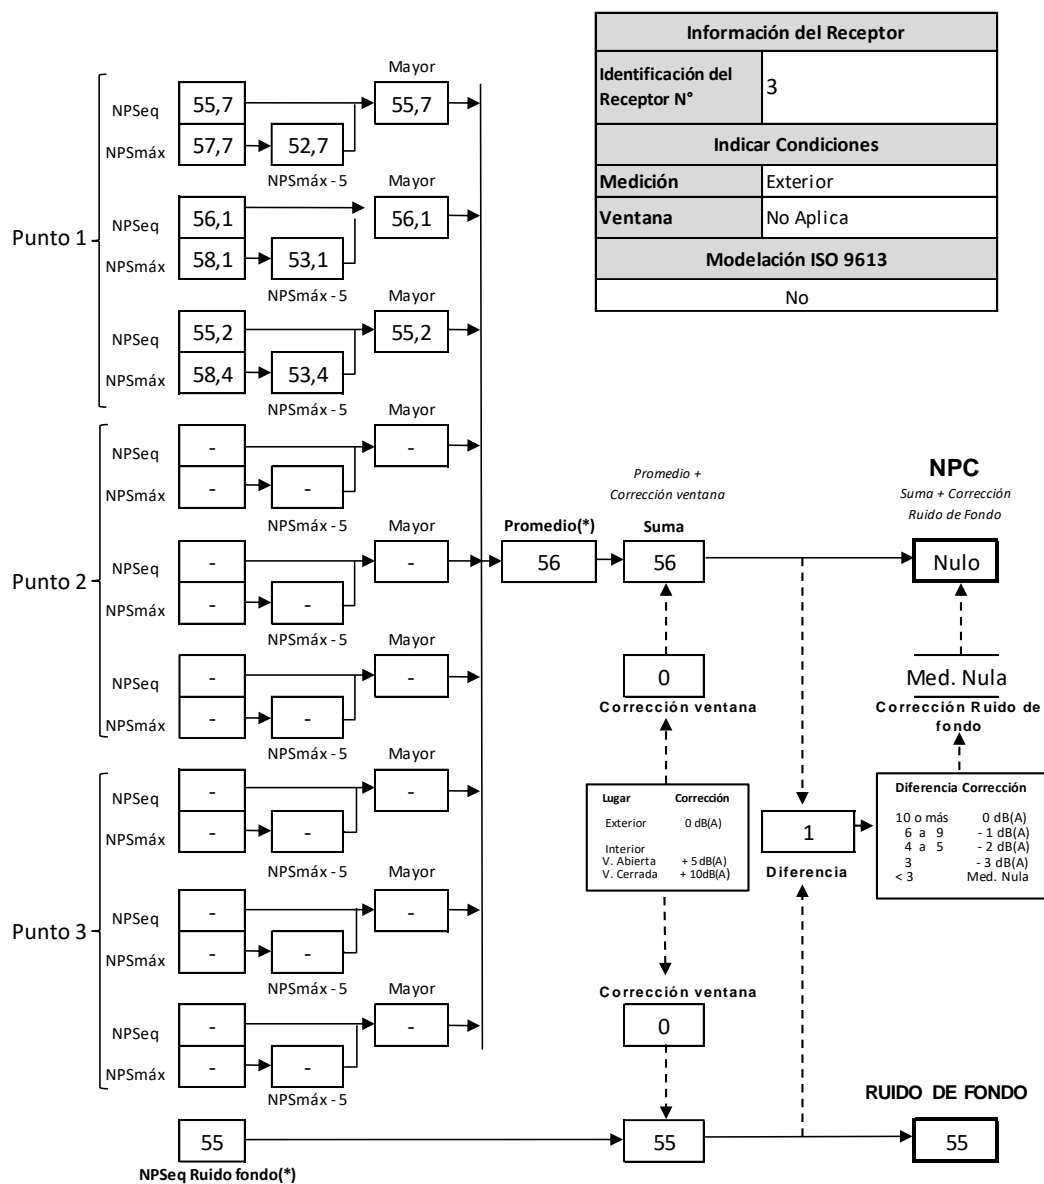 Información del Receptor
Identificación del Receptor N°
3
Indicar Condiciones
Medición
Exterior
Ventana
No Aplica
Modelación ISO 9613
No
Punto 1
Mayor
NPSeq
55,7
55,7
NPSmáx
57,7
52,7
NPSmáx - 5
Mayor
NPSeq
56,1
56,1
NPSmáx
58,1
53,1
NPSmáx - 5
Mayor
NPSeq
55,2
55,2
NPSmáx
58,4
53,4
NPSmáx - 5
Punto 2
Mayor
NPSeq
-
-
NPSmáx
-
-
NPSmáx - 5
Mayor
NPSeq
-
-
NPSmáx
-
-
NPSmáx - 5
Mayor
NPSeq
-
-
NPSmáx
-
-
NPSmáx - 5
Punto 3
Mayor
NPSeq
-
-
NPSmáx
-
-
NPSmáx - 5
Mayor
NPSeq
-
-
NPSmáx
-
-
NPSmáx - 5
Mayor
NPSeq
-
-
NPSmáx
-
-
NPSmáx - 5
Promedio(*)
56
Promedio +
Corrección ventana
Suma
56
NPC
Suma + Corrección
Ruido de Fondo
Nulo
0
Corrección ventana
Med. Nula
Corrección Ruido de
fondo
Lugar Corrección
Exterior 0 dB(A)
Interior
V. Abierta + 5 dB(A)
V. Cerrada + 10dB(A)
1
Diferencia
Diferencia Corrección
10 o más 0 dB(A)
6 a 9 - 1 dB(A)
4 a 5 - 2 dB(A)
3 - 3 dB(A)
< 3 Med. Nula
Corrección ventana
0
RUIDO DE FONDO
55
55
55
NPSeq Ruido fondo(*)